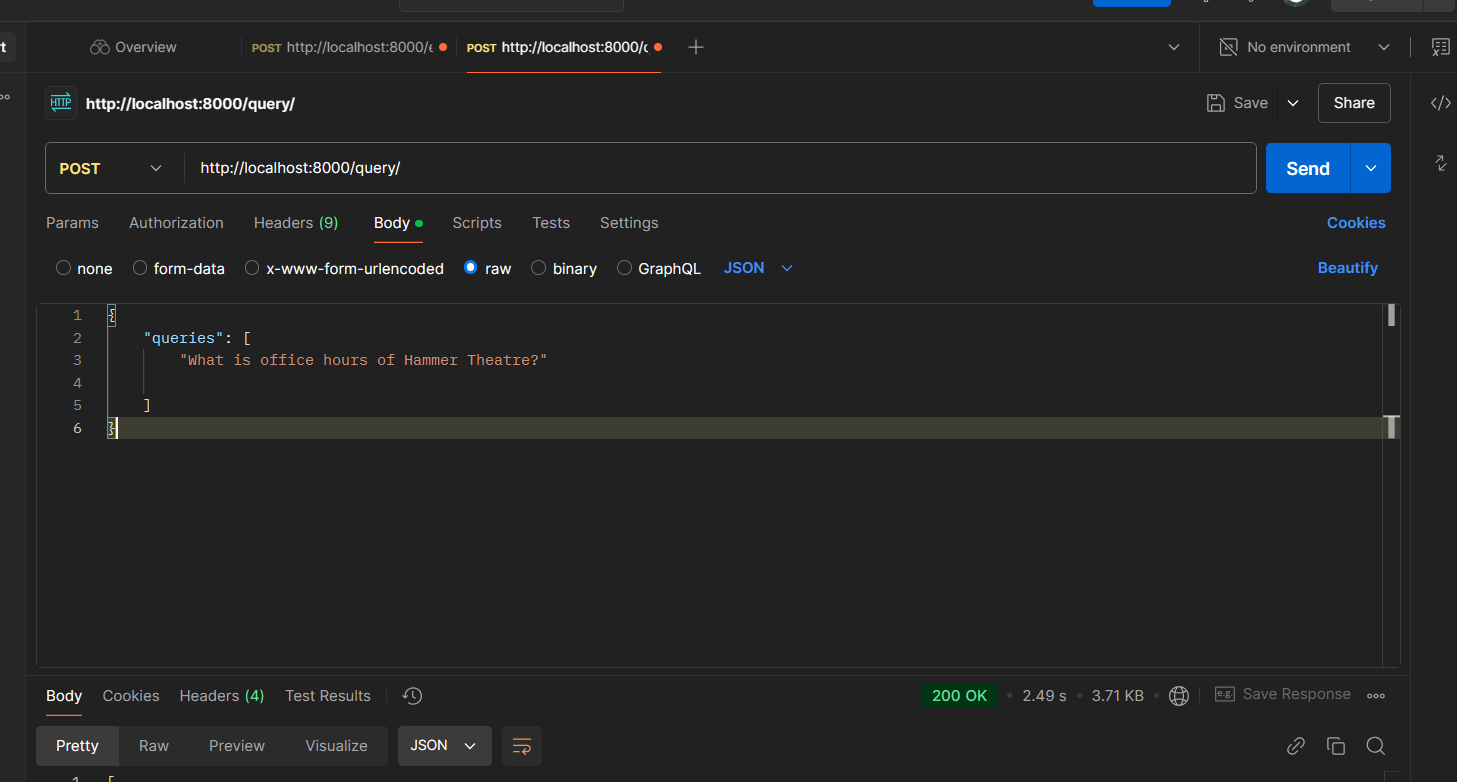 Overview
POST http://localhost:8000/
POST http://localhost:8000/
No environment
HTTP http://localhost:8000/query/
Save
Share
POST
http://localhost:8000/query/
Send
Params
Authorization
Headers (9)
Body
Scripts
Tests
Settings
Cookies
none
form-data
x-www-form-urlencoded
raw
binary
GraphQL
JSON
Beautify
1 {
2 "queries": [
3 "What is office hours of Hammer Theatre?"
4
5 ]
6 }
Body
Cookies
Headers (4)
Test Results
200 OK
2.49 s
3.71 KB
e.g. Save Response
Pretty
Raw
Preview
Visualize
JSON